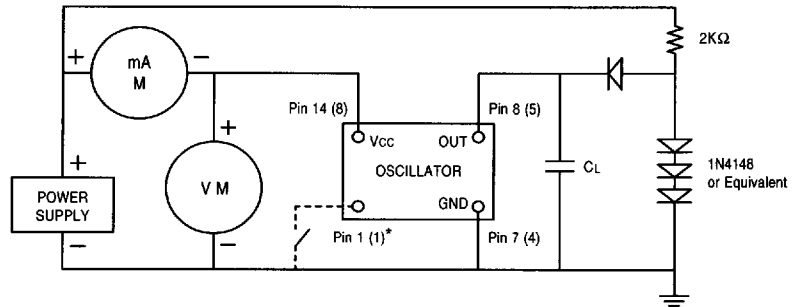 2KΩ
+
mA
M
−
Pin 14 (8)
Pin 8 (5)
+
VCC
OUT
OSCILLATOR
CL
1N4148
or Equivalent
+
POWER
SUPPLY
V M
GND
−
−
Pin 1 (1)*
Pin 7 (4)